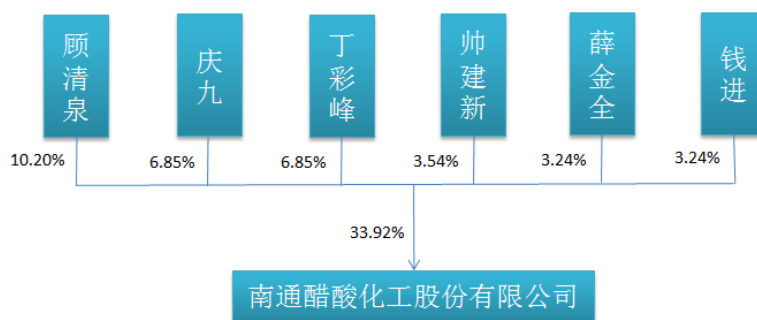 顾清泉
庆九
丁彩峰
帅建新
薛金全
钱进
10.20%
6.85%
6.85%
3.54%
3.24%
3.24%
33.92%
南通醋酸化工股份有限公司